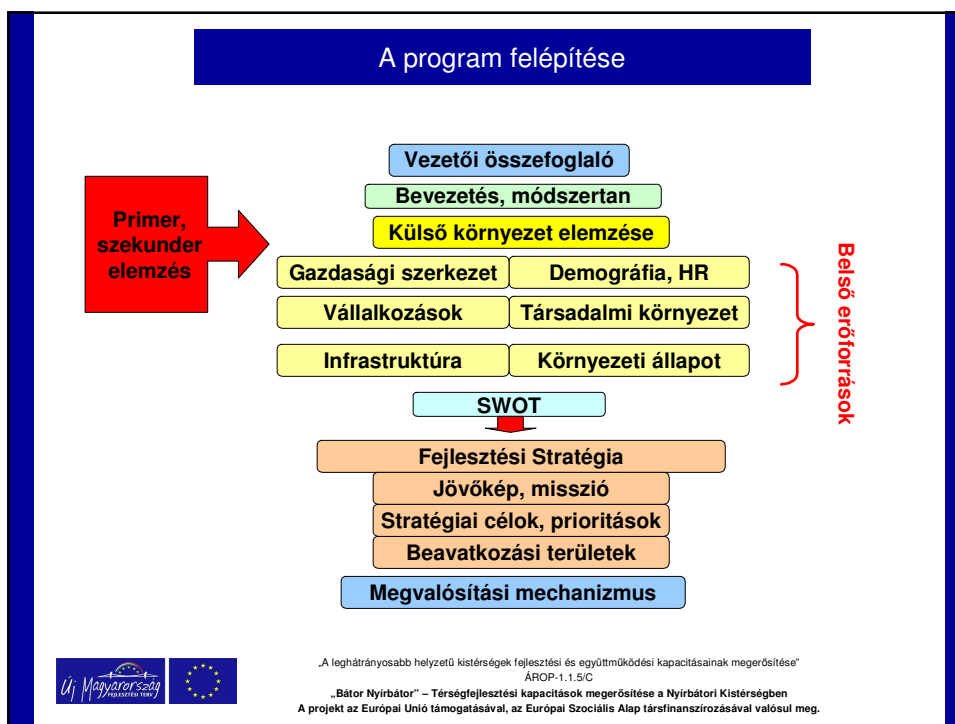 A program felépítése
Vezetői összefoglaló
Bevezetés, módszertan
Primer,
szekunder
elemzés
Külső környezet elemzése
Gazdasági szerkezet
Demográfia, HR
Vállalkozások
Társadalmi környezet
Infrastruktúra
Környezeti állapot
Belső erőforrások
SWOT
Fejlesztési Stratégia
Jövőkép, misszió
Stratégiai célok, prioritások
Beavatkozási területek
Megvalósítási mechanizmus
Új Magyarország
FEJLESZTÉSI TERV
„A leghátrányosabb helyzetű kistérségek fejlesztési és együttműködési kapacitásainak megerősítése”
ÁROP-1.1.5/C
„Bátor Nyírbátor” – Térségfejlesztési kapacitások megerősítése a Nyírbátori Kistérségben
A projekt az Európai Unió támogatásával, az Európai Szociális Alap társfinanszírozásával valósul meg.